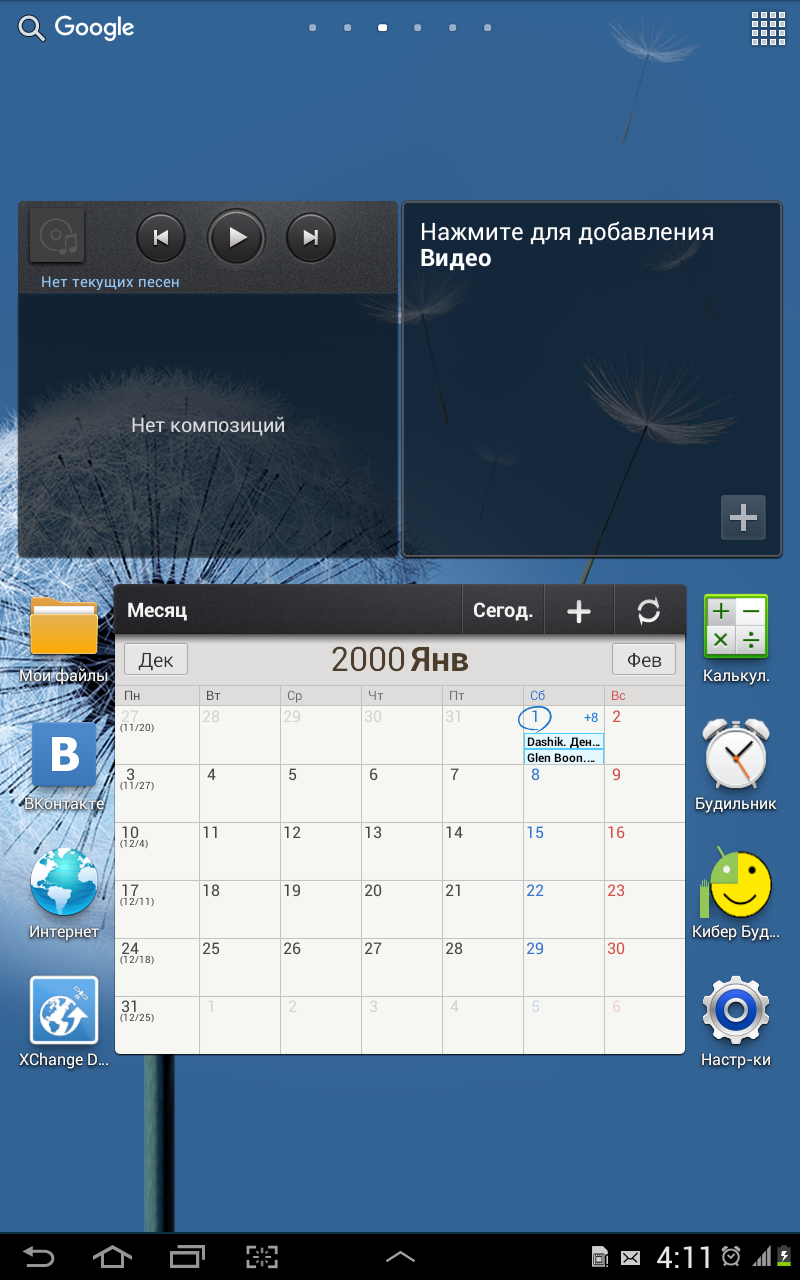 Google
Нет текущих песен
Нет композиций
Нажмите для добавления
Видео
Месяц
Сегод.
Дек
2000 Янв
Фев
Пн Вт Ср Чт Пт Сб Вс
27 28 29 30 31 1 +8 2
(11/20)
Dashik. Ден...
Glen Boon....
3 4 5 6 7 8 9
(11/27)
10 11 12 13 14 15 16
(12/4)
17 18 19 20 21 22 23
(12/11)
24 25 26 27 28 29 30
(12/18)
31 1 2 3 4 5 6
(12/25)
Мои файлы
B
ВКонтакте
Интернет
XChange D...
Калькул.
Будильник
Кибер Буд...
Настр-ки
4:11